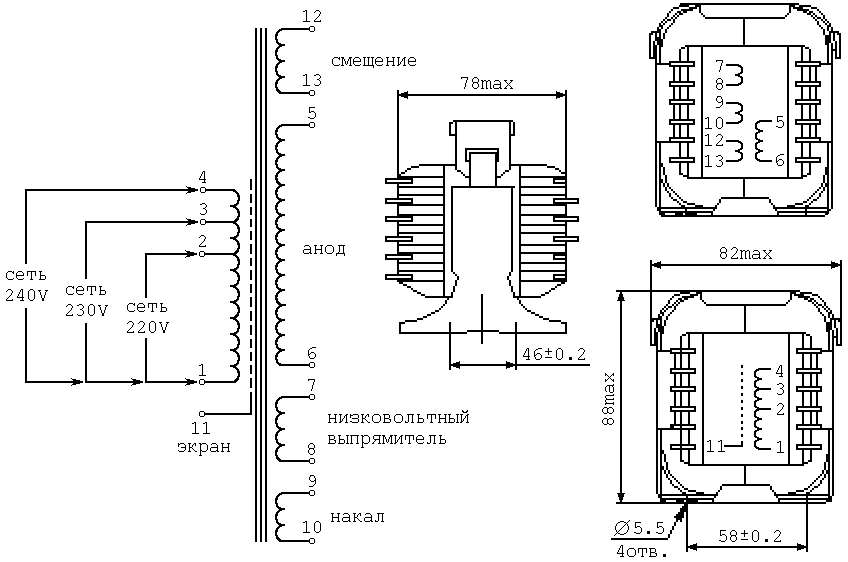 12
смещение
13
5
4
3
2
сеть
240V
сеть
230V
сеть
220V
анод
1
6
11
экран
7
низковольтный
выпрямитель
8
9
накал
10
78max
46±0.2
7
8
9
10
12
13
5
6
82max
88max
4
3
2
11
1
∅5.5
4отв.
58±0.2